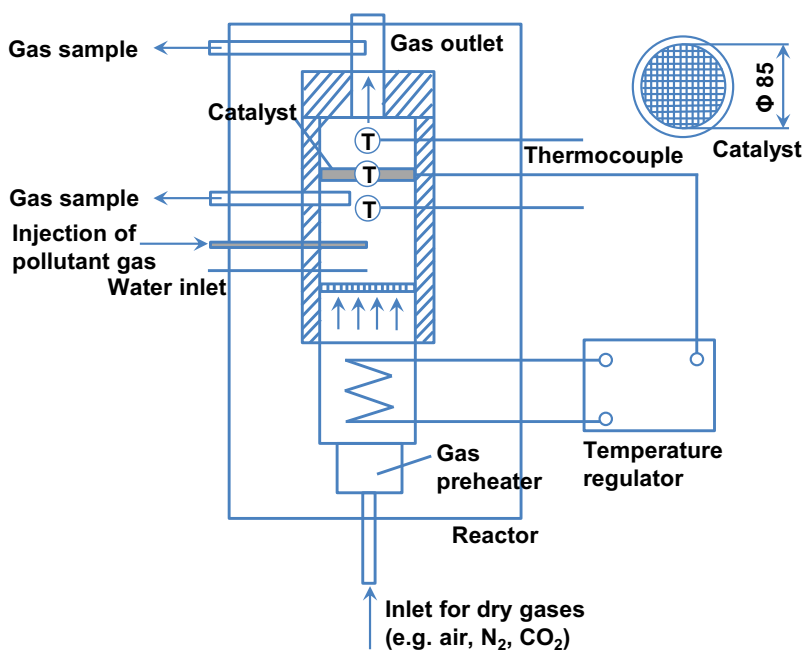 Gas sample
Gas outlet
Catalyst
T
Thermocouple
T
Gas sample
T
Injection of
pollutant gas
Water inlet
Φ 85
Catalyst
Temperature
regulator
Gas
preheater
Reactor
Inlet for dry gases
(e.g. air, N₂, CO₂)